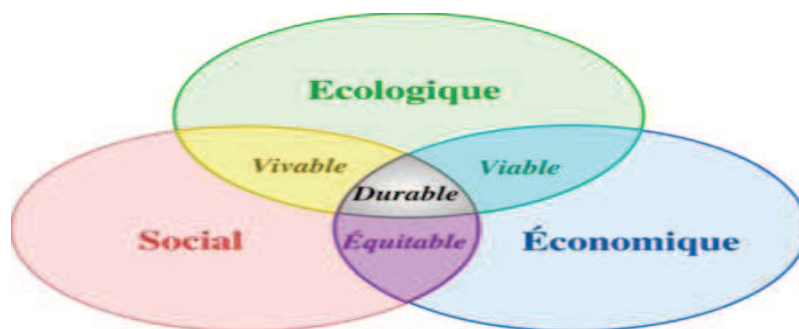 Ecologique
Vivable
Viable
Durable
Social
Équitable
Économique